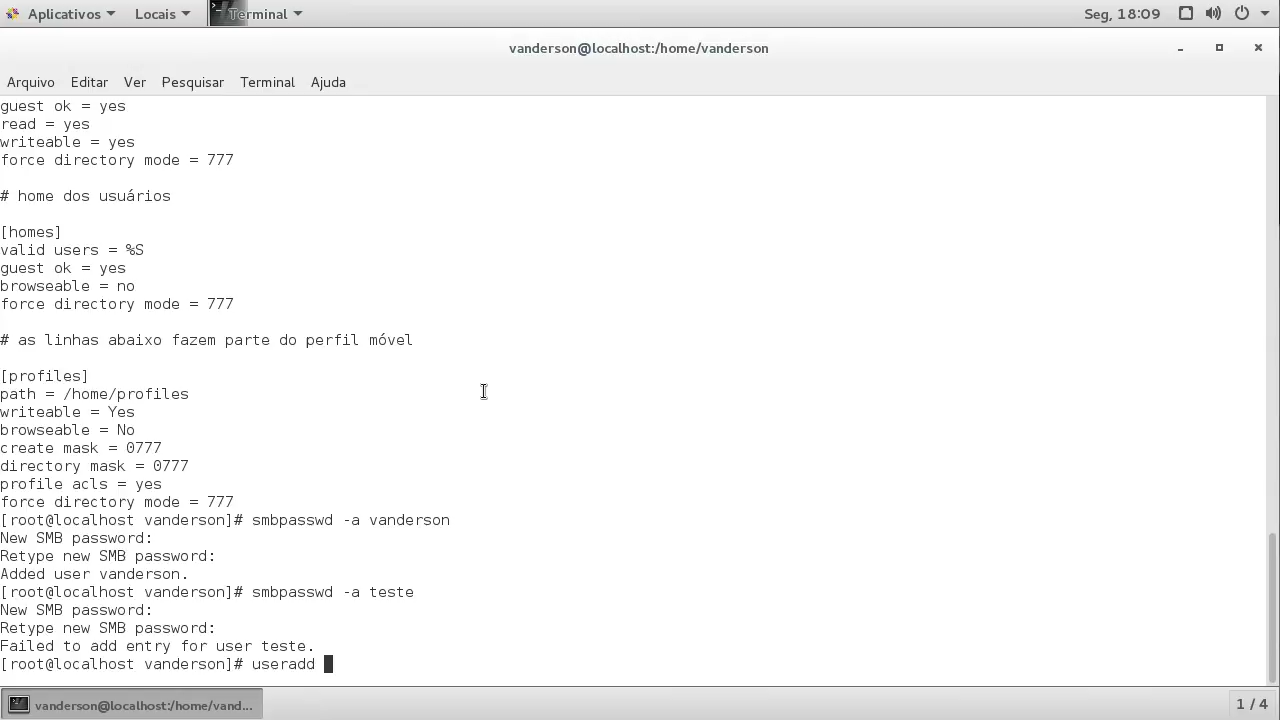 Aplicativos Locais Terminal Seg, 18:09
vanderson@localhost:/home/vanderson
Arquivo Editar Ver Pesquisar Terminal Ajuda
guest ok = yes
read = yes
writeable = yes
force directory mode = 777
# home dos usuários
[homes]
valid users = %S
guest ok = yes
browseable = no
force directory mode = 777
# as linhas abaixo fazem parte do perfil móvel
[profiles]
path = /home/profiles
writeable = Yes
browseable = No
create mask = 0777
directory mask = 0777
profile acls = yes
force directory mode = 777
[root@localhost vanderson]# smbpasswd -a vanderson
New SMB password:
Retype new SMB password:
Added user vanderson.
[root@localhost vanderson]# smbpasswd -a teste
New SMB password:
Retype new SMB password:
Failed to add entry for user teste.
[root@localhost vanderson]# useradd
vanderson@localhost:/home/vand... 1 / 4